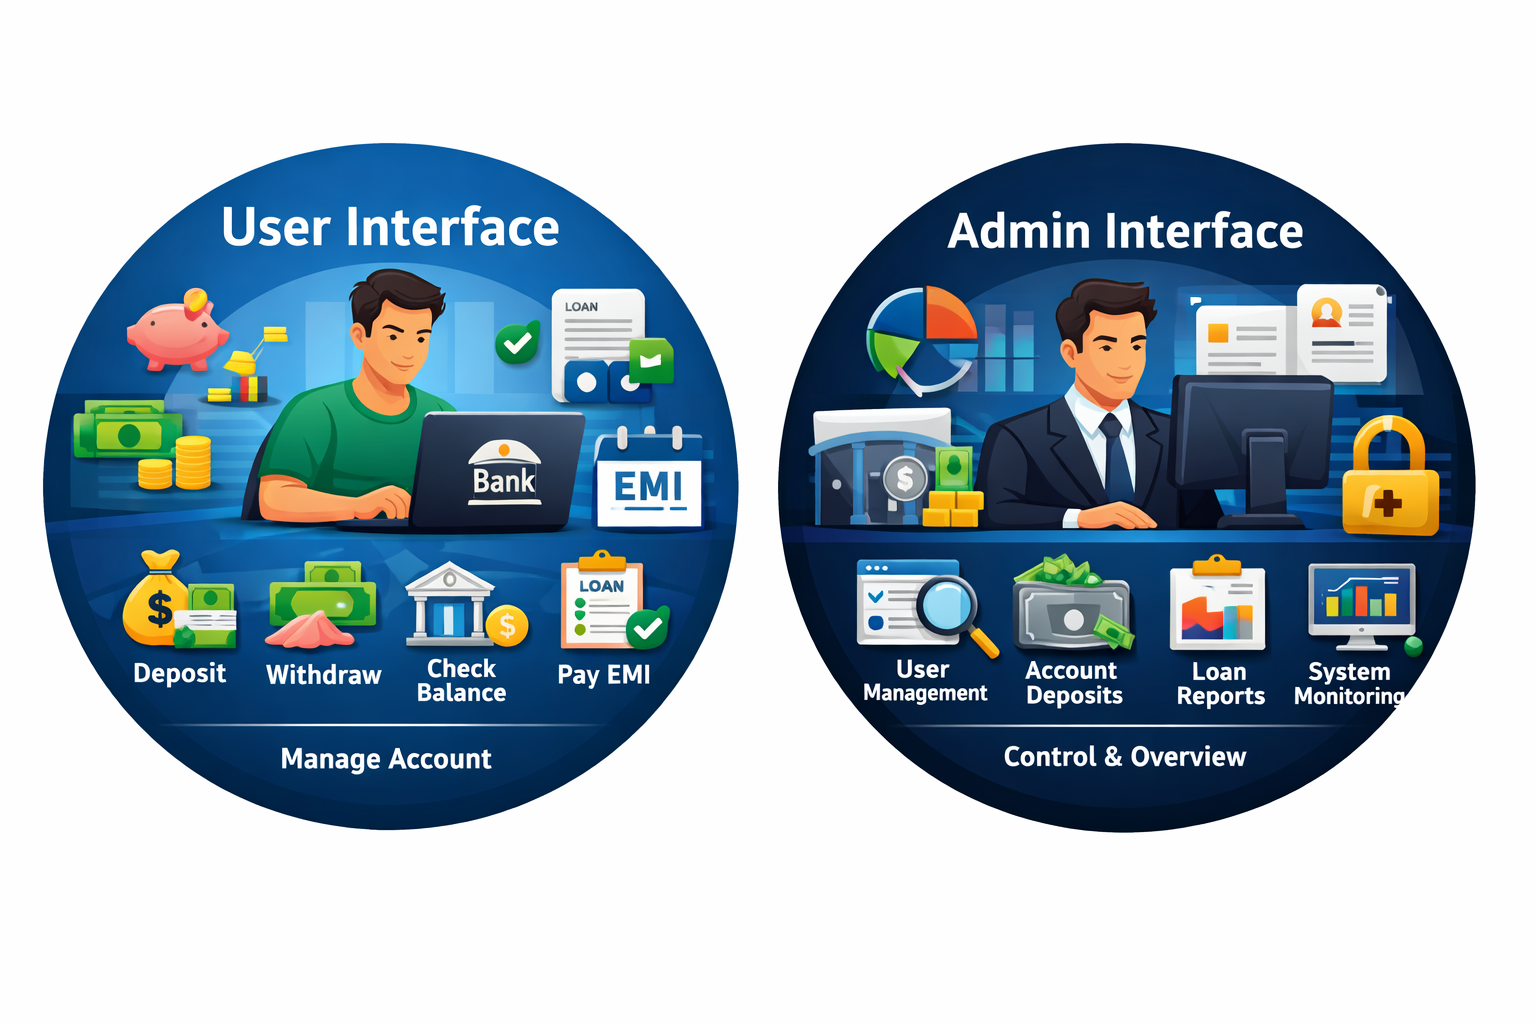 User Interface
LOAN
Bank
EMI
$
$
LOAN
Deposit
Withdraw
Check
Balance
Pay EMI
Manage Account
Admin Interface
$
User
Management
Account
Deposits
Loan
Reports
System
Monitoring
Control & Overview